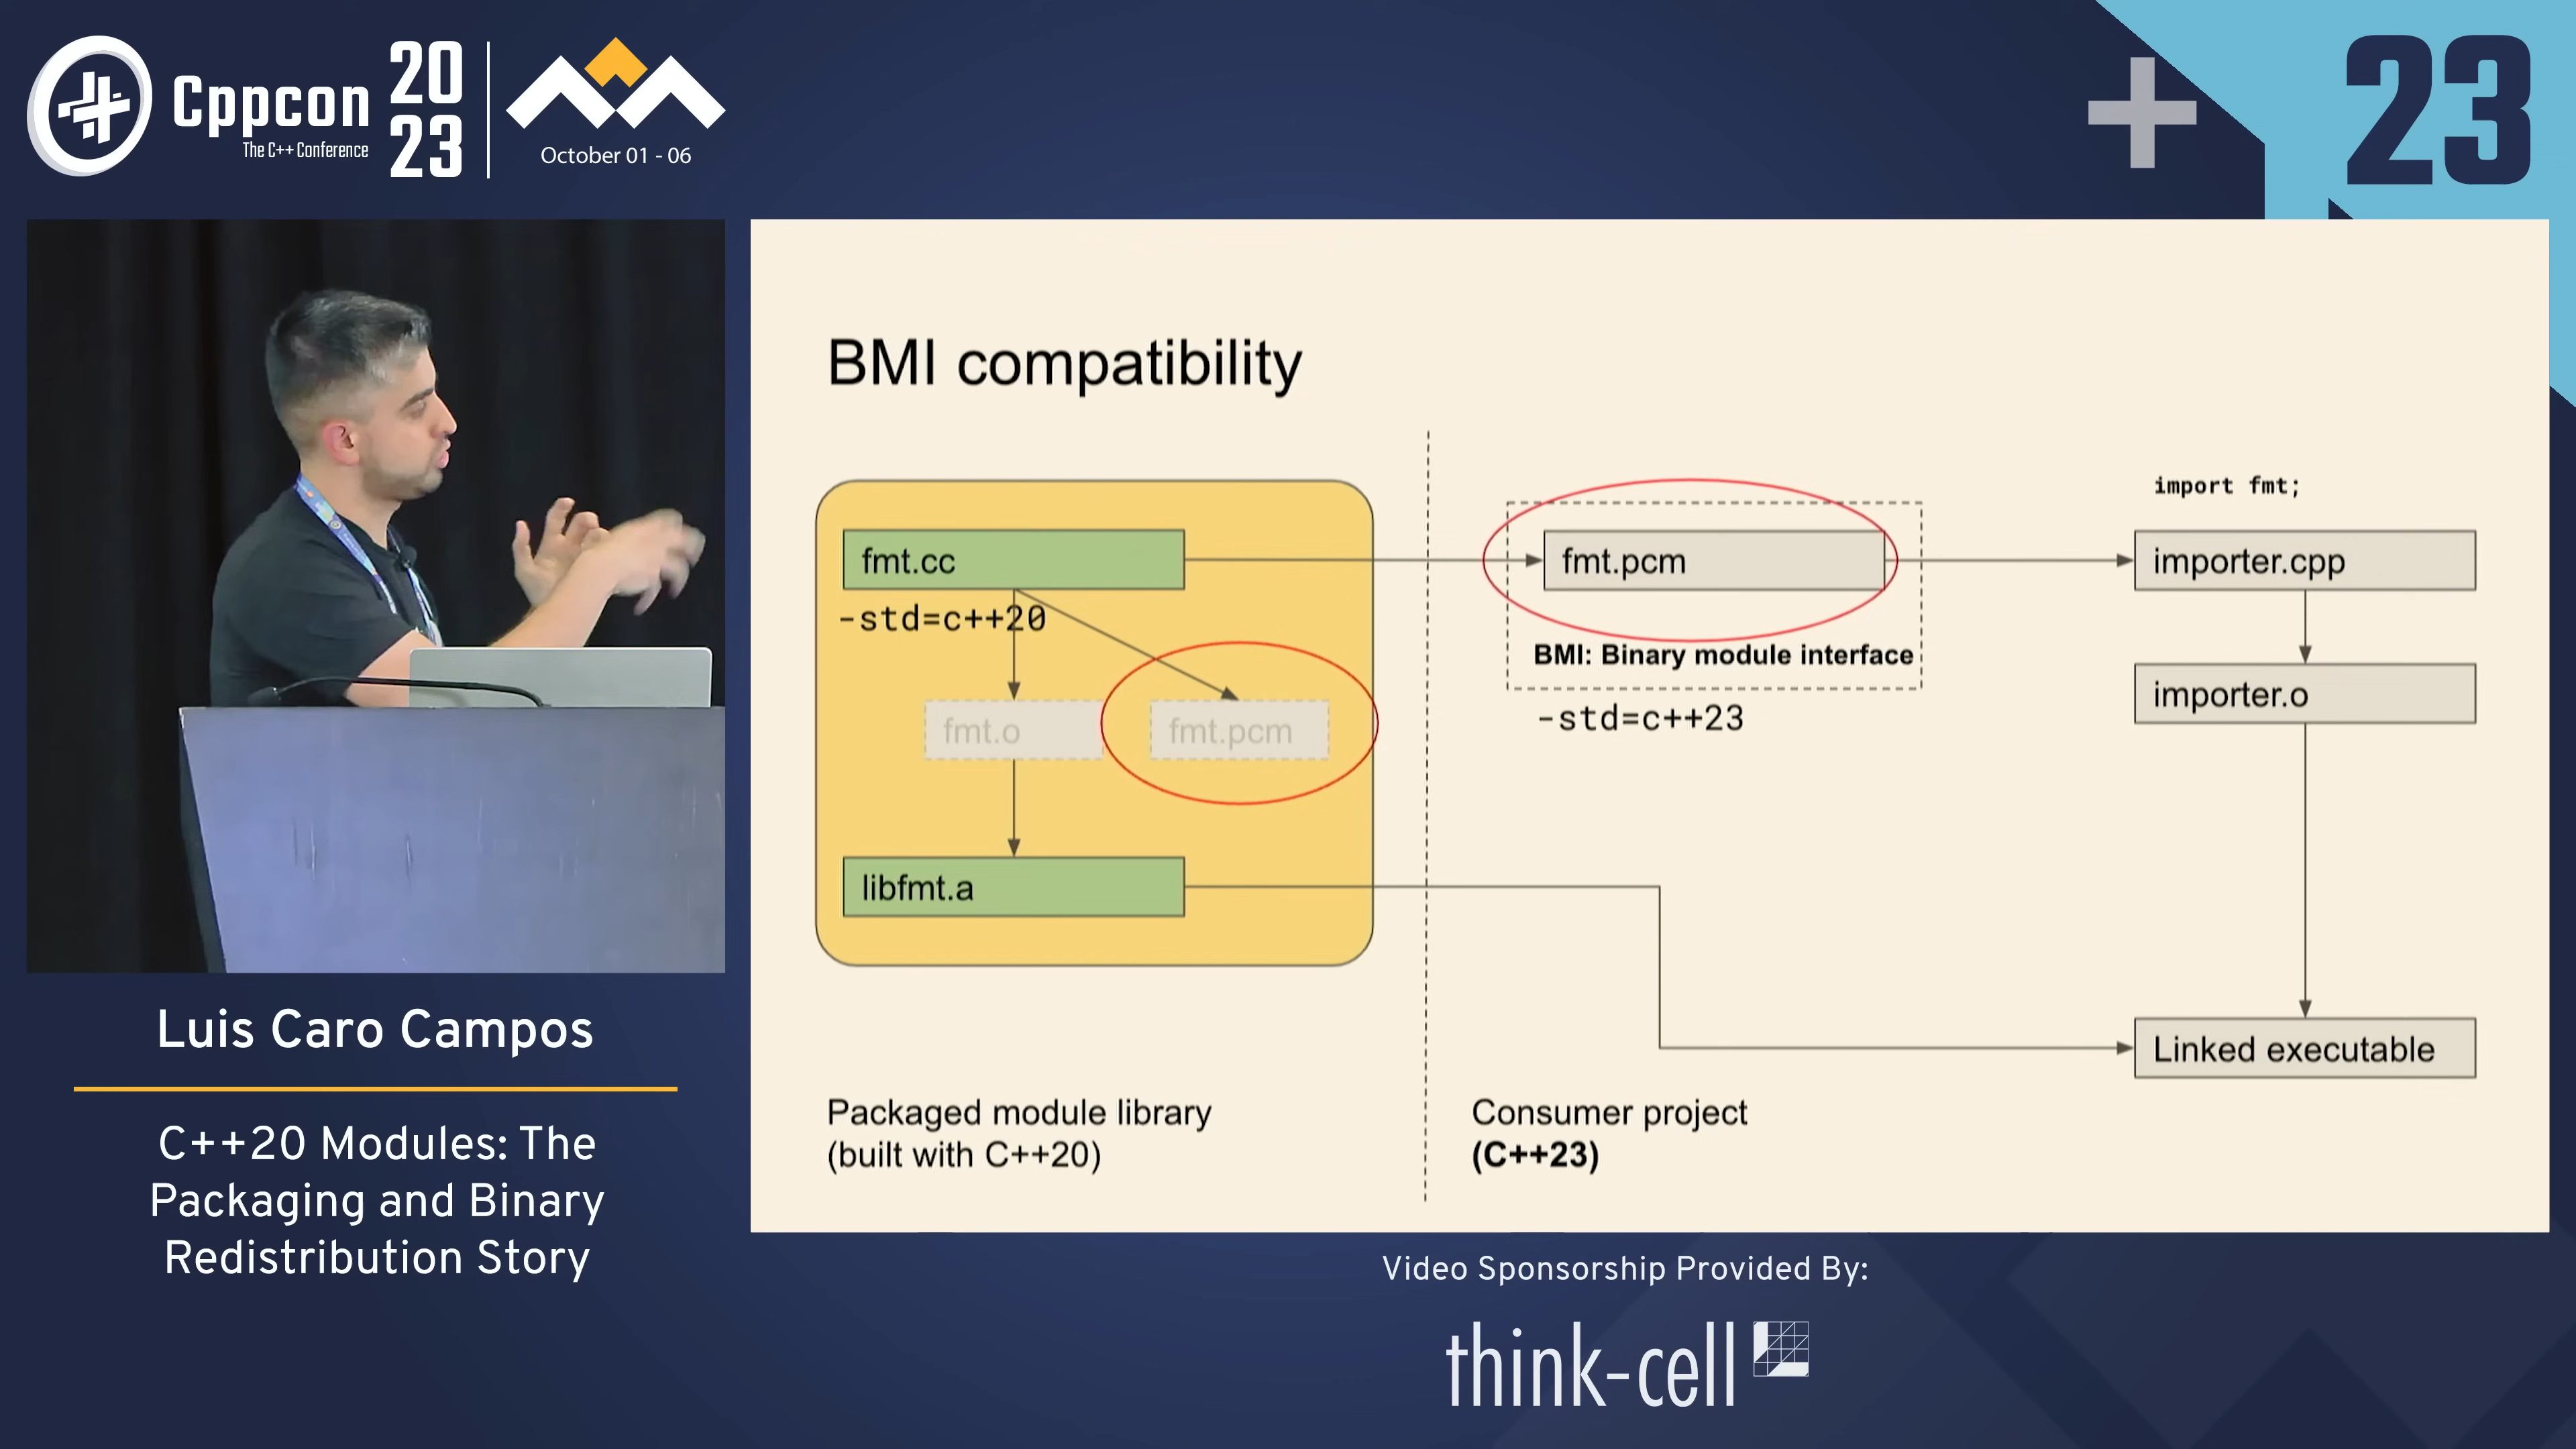 Cppcon
The C++ Conference
20
23
October 01 - 06
23
BMI compatibility
fmt.cc
-std=c++20
fmt.o
fmt.pcm
libfmt.a
Packaged module library
(built with C++20)
fmt.pcm
BMI: Binary module interface
-std=c++23
import fmt;
importer.cpp
importer.o
Linked executable
Consumer project
(C++23)
Luis Caro Campos
C++20 Modules: The
Packaging and Binary
Redistribution Story
Video Sponsorship Provided By:
think-cell